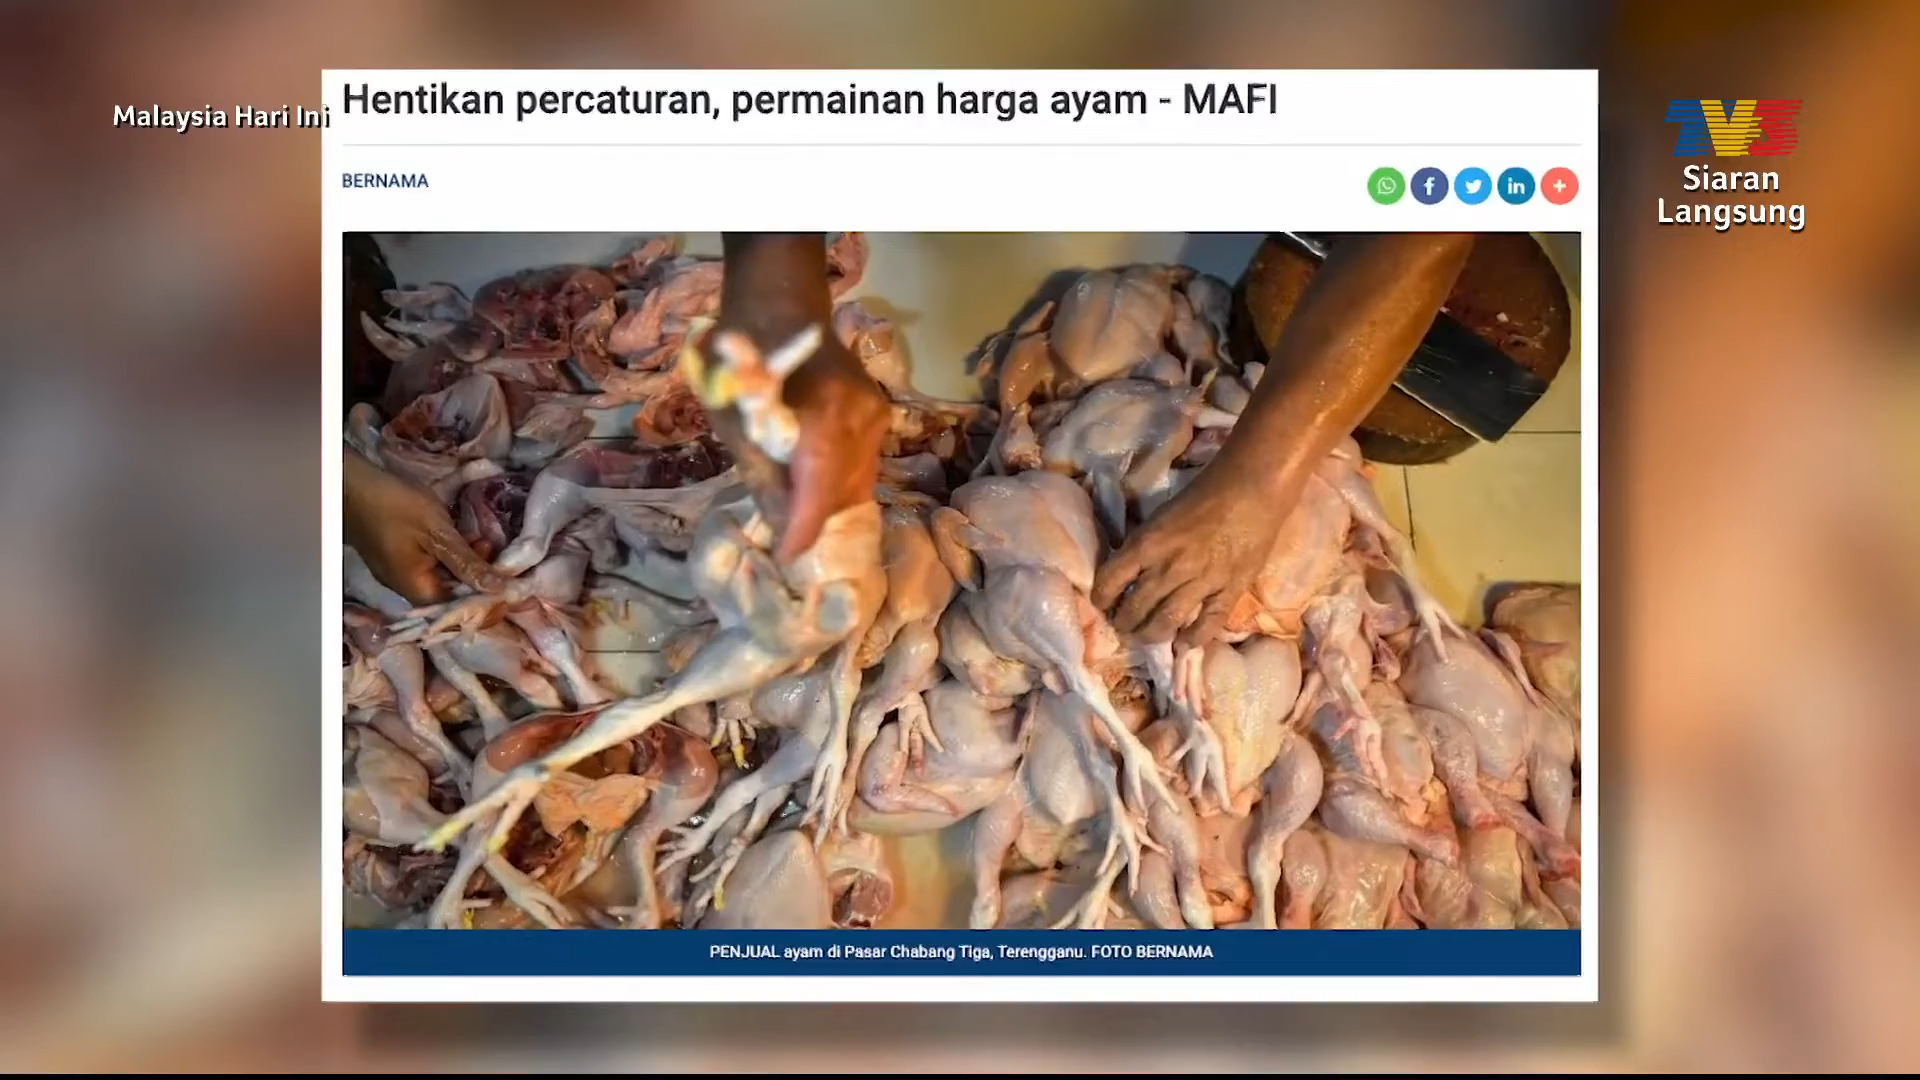 Malaysia Hari Ini
Hentikan percaturan, permainan harga ayam - MAFI
BERNAMA
TV3
Siaran
Langsung
PENJUAL ayam di Pasar Chabang Tiga, Terengganu. FOTO BERNAMA